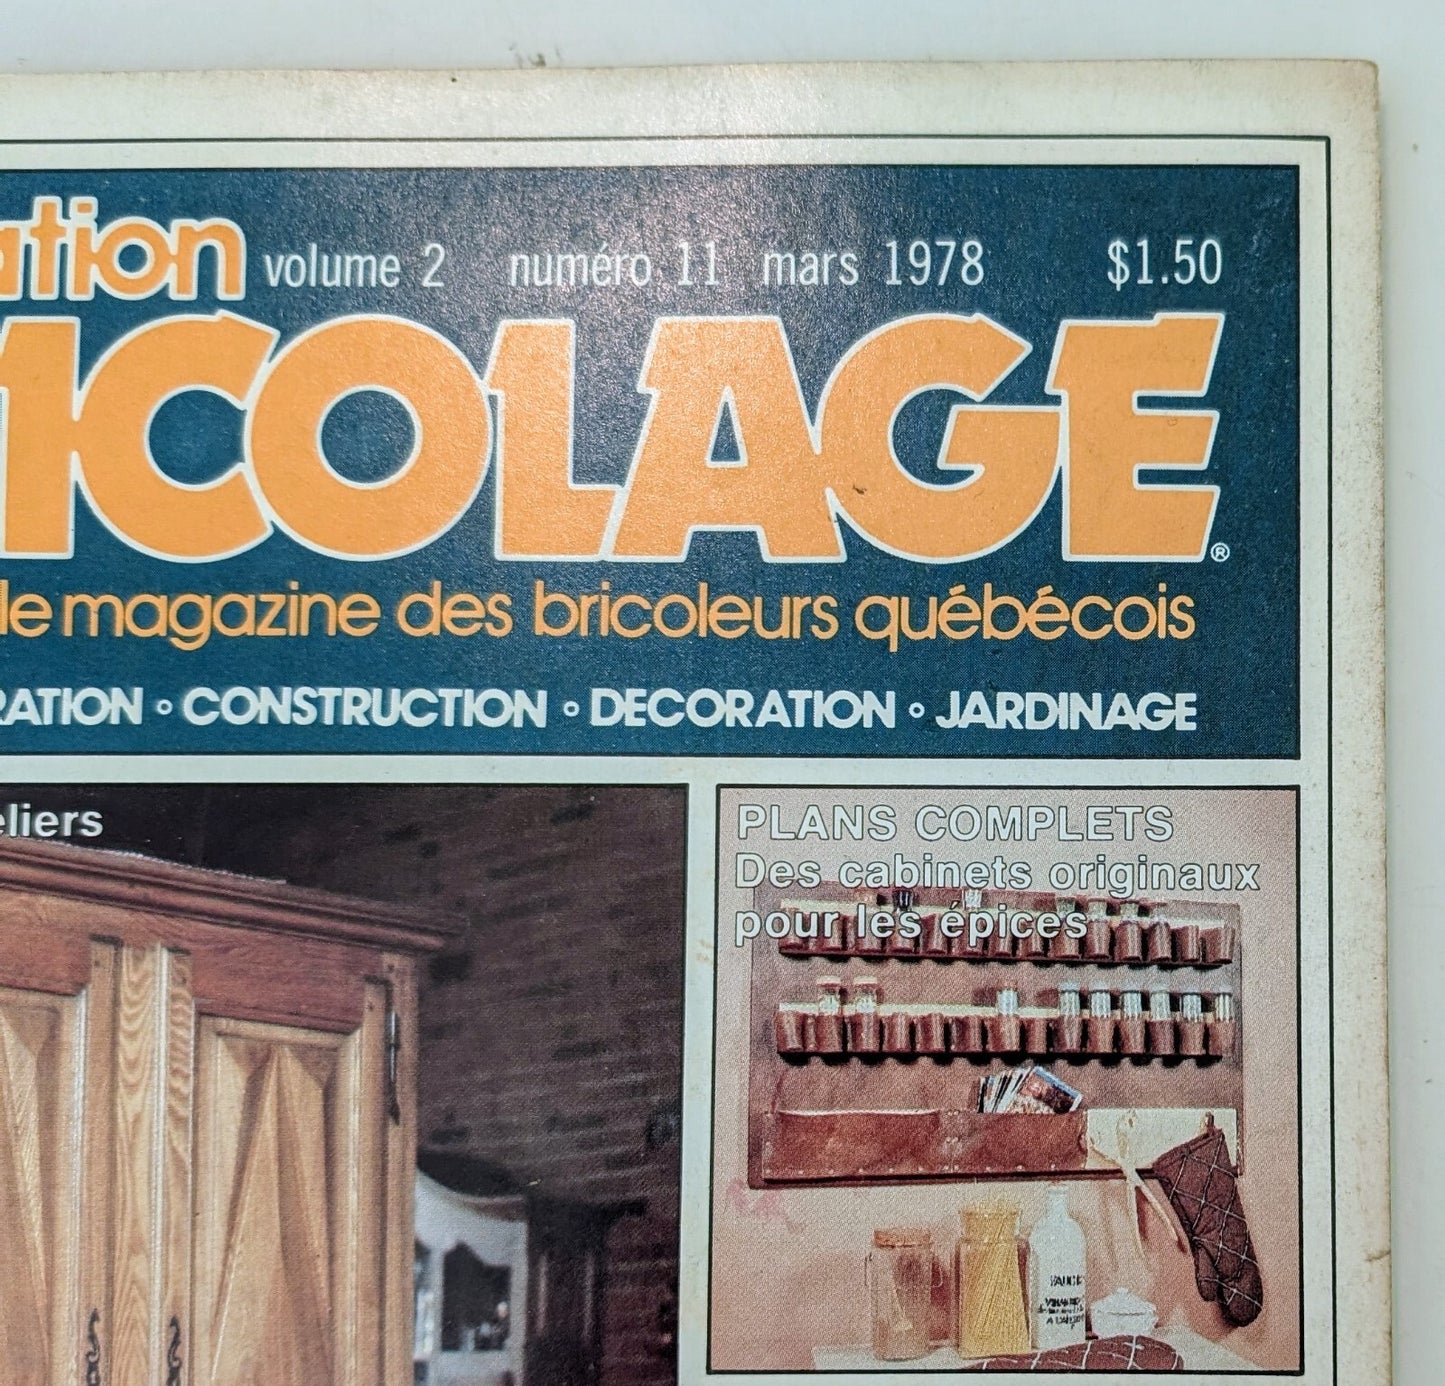 ation volume 2 numéro 11 mars 1978 $1.50
ICOLAGE®
le magazine des bricoleurs québécois
RATION ∘ CONSTRUCTION ∘ DECORATION ∘ JARDINAGE
eliers
PLANS COMPLETS
Des cabinets originaux
pour les épices